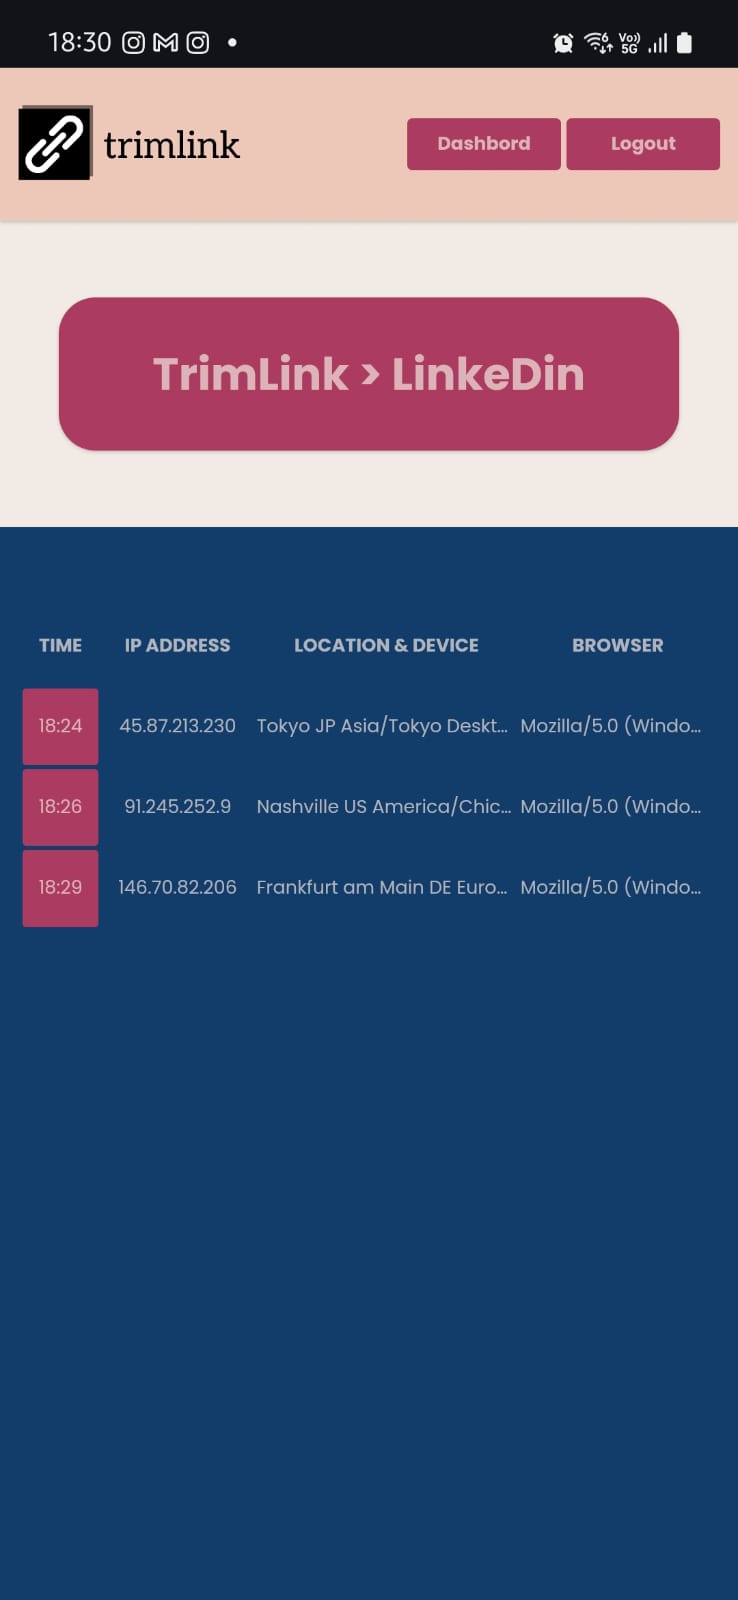 18:30
Vo))
5G
6
trimlink
Dashbord
Logout
TrimLink > LinkeDin
TIME IP ADDRESS LOCATION & DEVICE BROWSER
18:24 45.87.213.230 Tokyo JP Asia/Tokyo Deskt... Mozilla/5.0 (Windo...
18:26 91.245.252.9 Nashville US America/Chic... Mozilla/5.0 (Windo...
18:29 146.70.82.206 Frankfurt am Main DE Euro... Mozilla/5.0 (Windo...